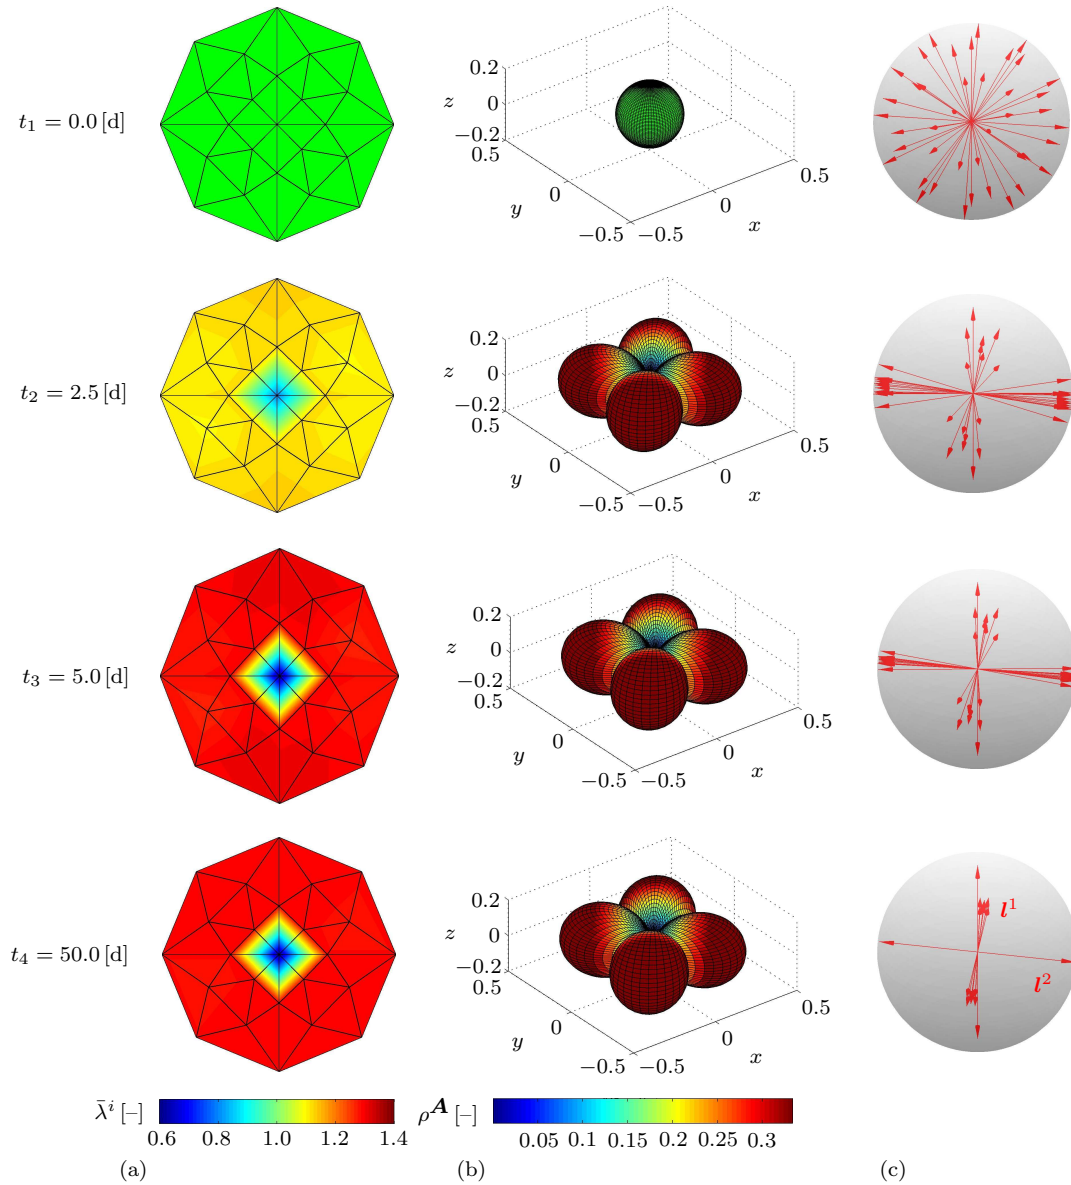 t₁ = 0.0 [d]
0.2
z 0
−0.2
0.5
y 0
−0.5 −0.5
0 x
0.5
t₂ = 2.5 [d]
0.2
z 0
−0.2
0.5
y 0
−0.5 −0.5
0 x
0.5
t₃ = 5.0 [d]
0.2
z 0
−0.2
0.5
y 0
−0.5 −0.5
0 x
0.5
t₄ = 50.0 [d]
0.2
z 0
−0.2
0.5
y 0
−0.5 −0.5
0 x
0.5
l¹
l²
λ̄ⁱ [–]
0.6 0.8 1.0 1.2 1.4
ρᴬ [–]
0.05 0.1 0.15 0.2 0.25 0.3
(a) (b) (c)